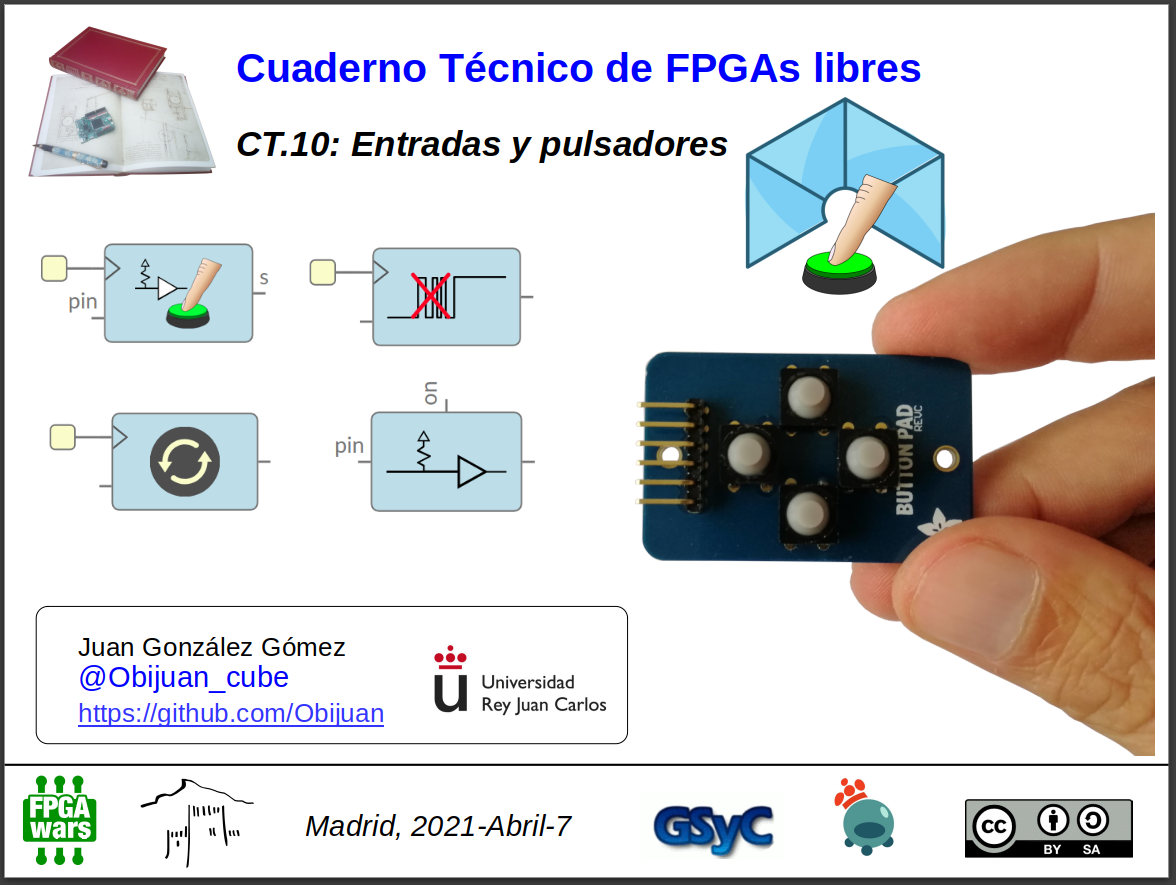 Cuaderno Técnico de FPGAs libres
CT.10: Entradas y pulsadores
pin
s
on
pin
BUTTON PAD
REVC
Juan González Gómez
@Obijuan_cube
https://github.com/Obijuan
Universidad
Rey Juan Carlos
FPGA
wars
Madrid, 2021-Abril-7
GSyC
cc
BY SA